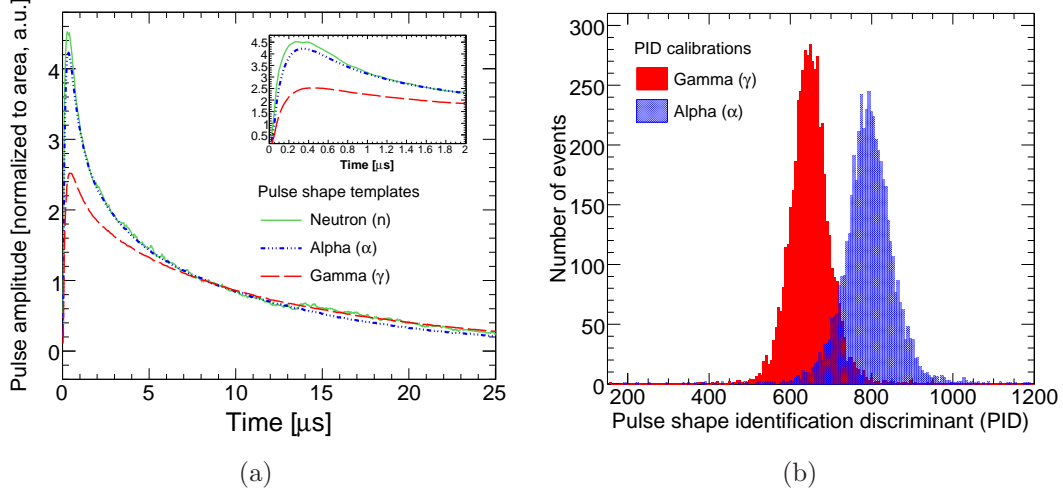 Pulse amplitude [normalized to area, a.u.]
4
3
2
1
0
0 5 10 15 20 25
Time [μs]
4.5
4
3.5
3
2.5
2
1.5
1
0.5
0 0.2 0.4 0.6 0.8 1 1.2 1.4 1.6 1.8 2
Time [μs]
Pulse shape templates
Neutron (n)
Alpha (α)
Gamma (γ)
(a)
Number of events
300
250
200
150
100
50
0
200 400 600 800 1000 1200
Pulse shape identification discriminant (PID)
PID calibrations
Gamma (γ)
Alpha (α)
(b)